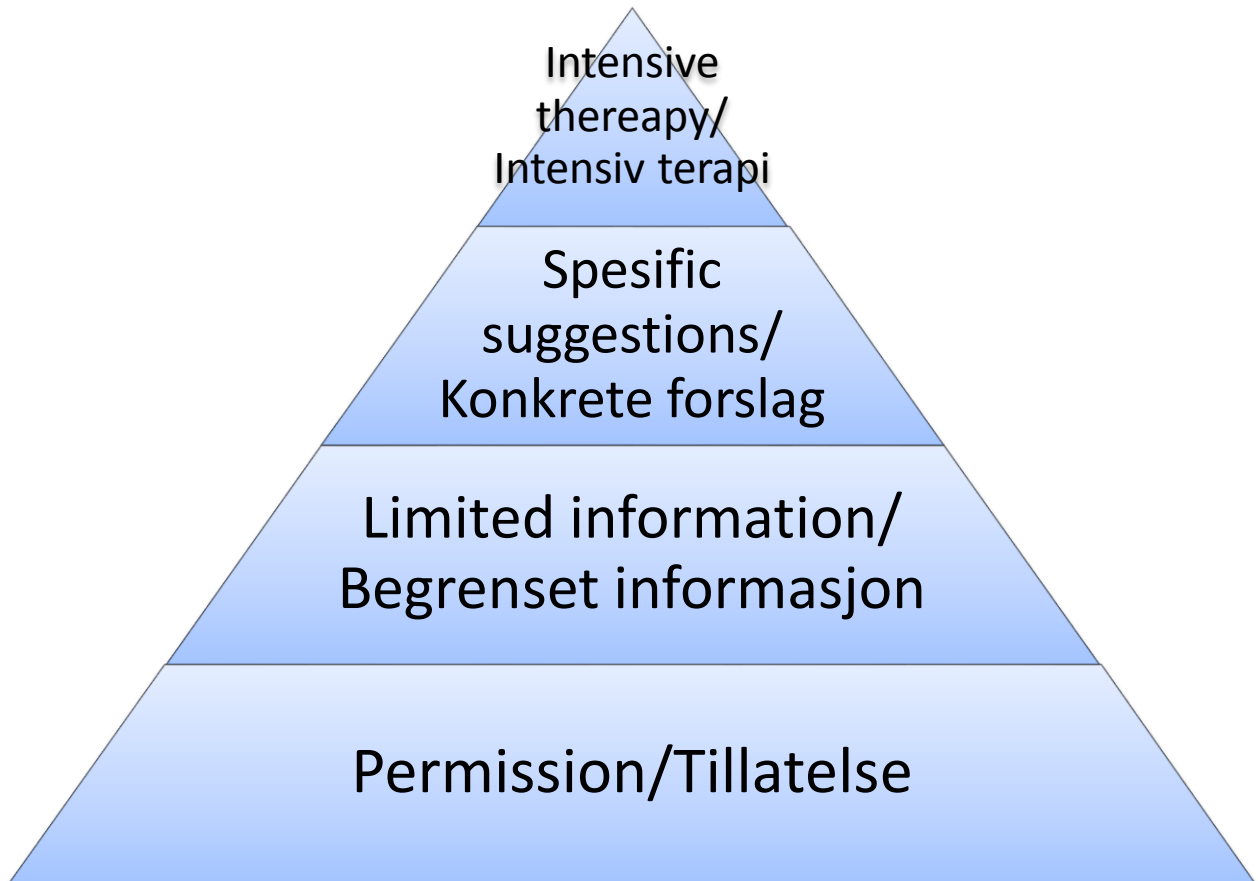 Intensive
thereapy/
Intensiv terapi
Spesific
suggestions/
Konkrete forslag
Limited information/
Begrenset informasjon
Permission/Tillatelse